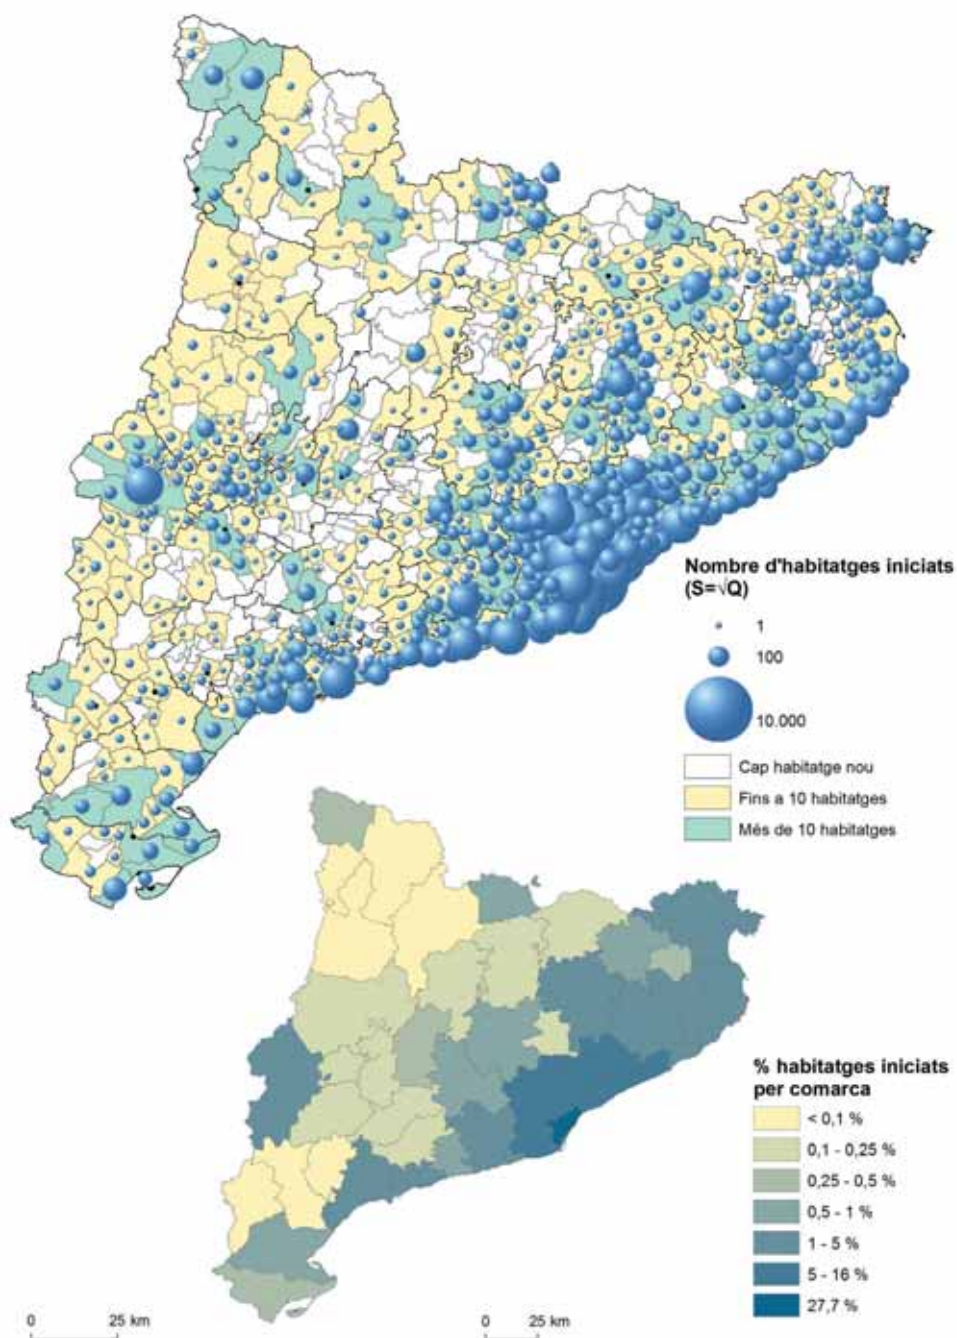 Nombre d'habitatges iniciats
(S=√Q)
1
100
10.000
Cap habitatge nou
Fins a 10 habitatges
Més de 10 habitatges
% habitatges iniciats
per comarca
< 0,1 %
0,1 - 0,25 %
0,25 - 0,5 %
0,5 - 1 %
1 - 5 %
5 - 16 %
27,7 %
0 25 km
0 25 km